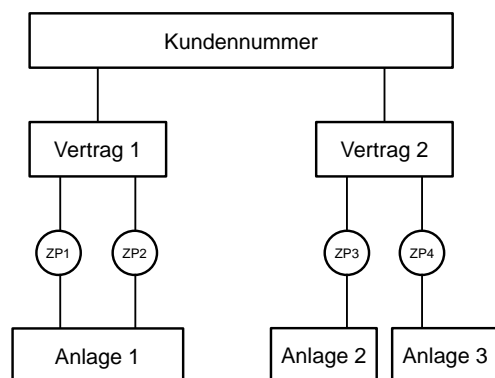 Kundennummer
Vertrag 1
Vertrag 2
ZP1
ZP2
ZP3
ZP4
Anlage 1
Anlage 2
Anlage 3